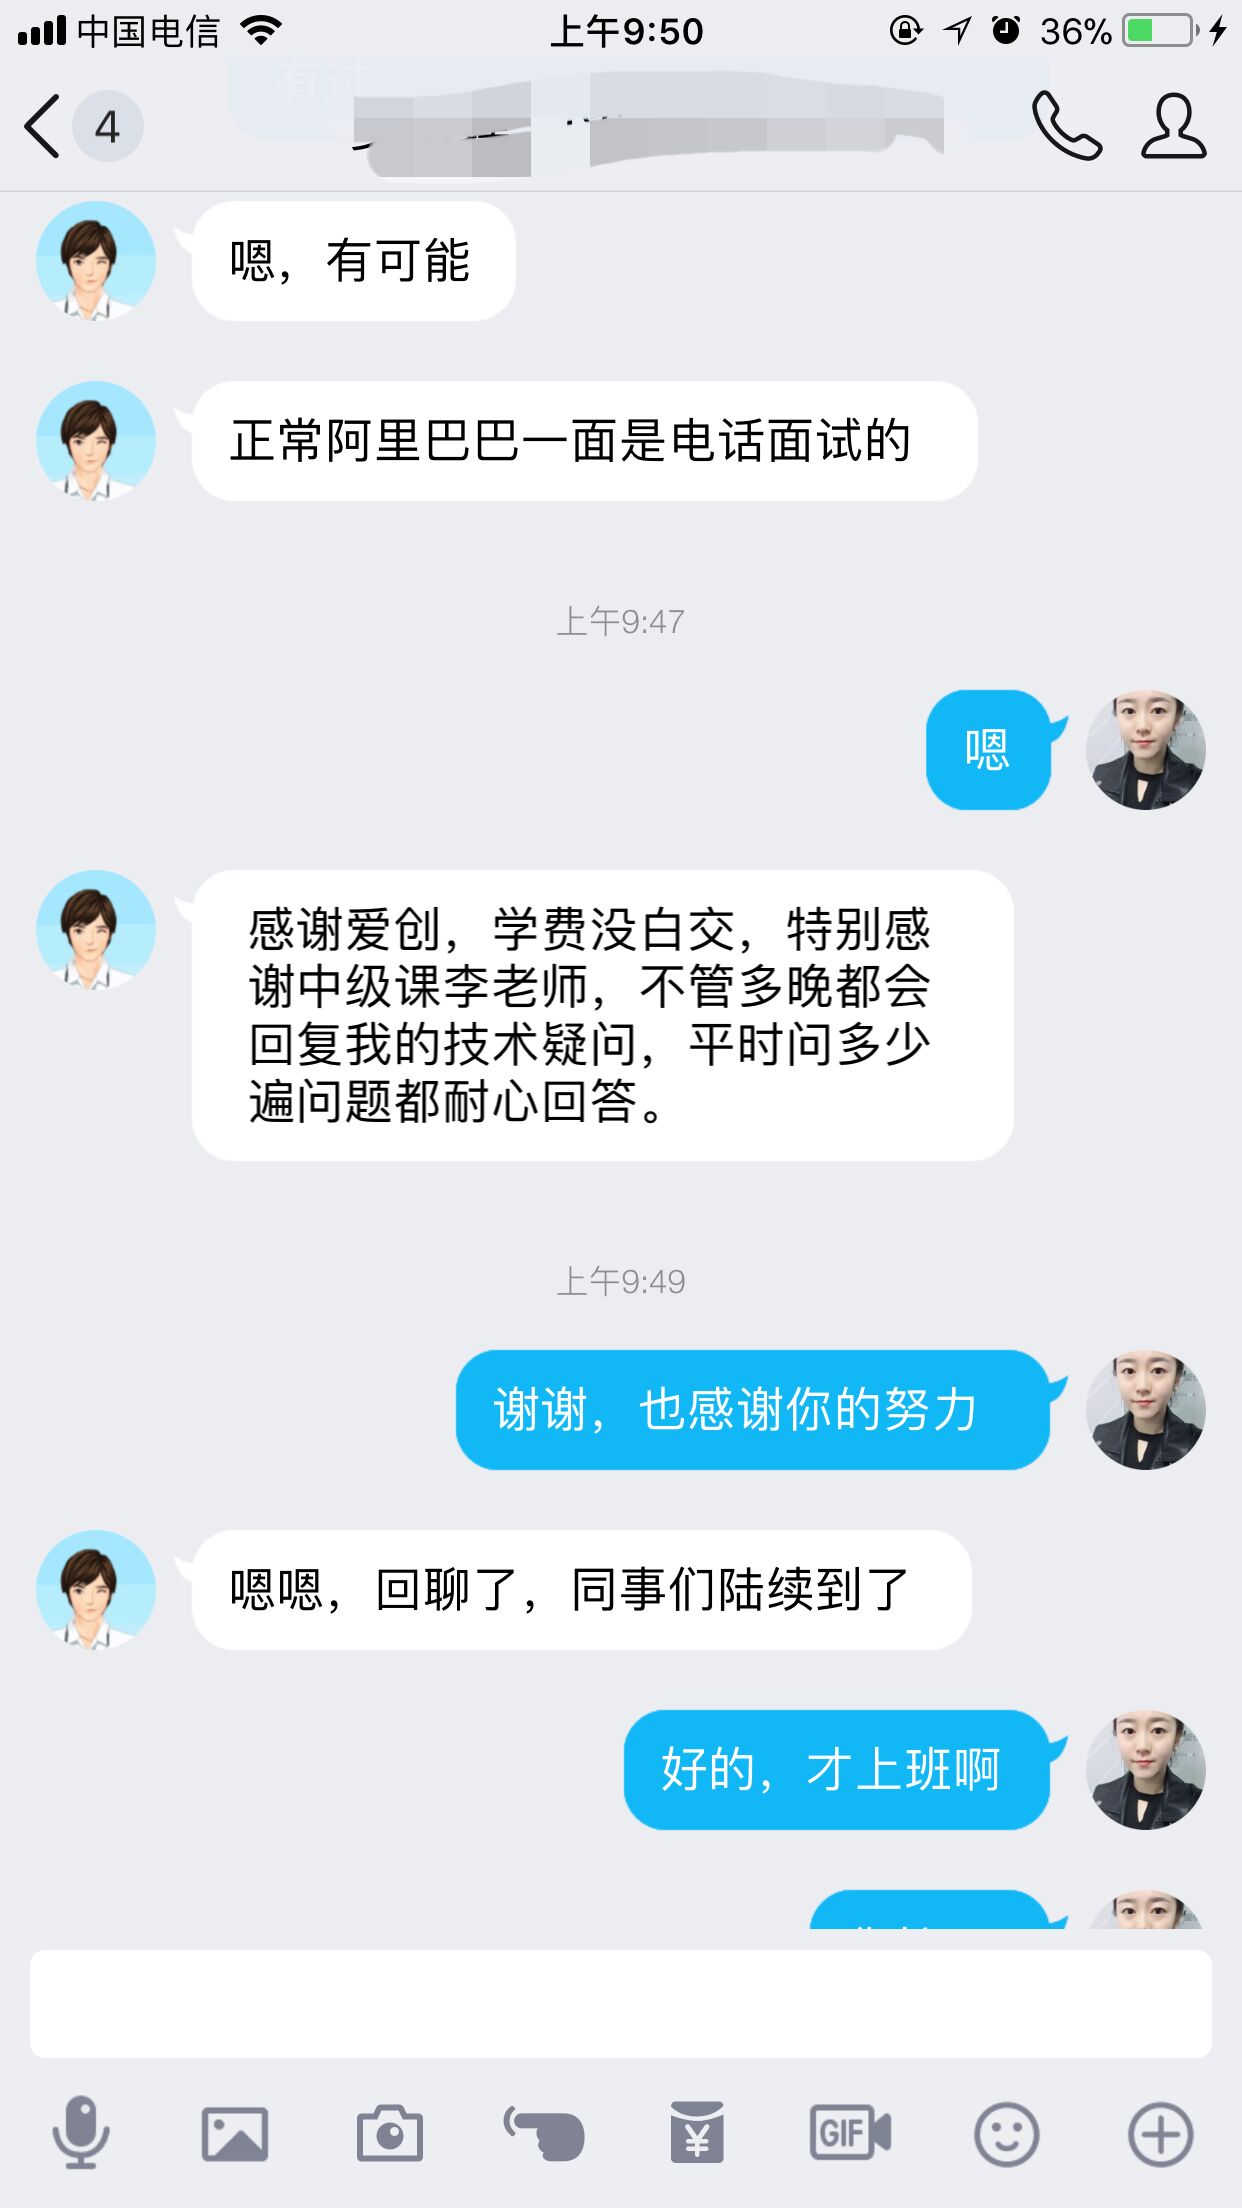 中国电信
上午9:50
36%
有讨
4
嗯，有可能
正常阿里巴巴一面是电话面试的
上午9:47
嗯
感谢爱创，学费没白交，特别感
谢中级课李老师，不管多晚都会
回复我的技术疑问，平时问多少
遍问题都耐心回答。
上午9:49
谢谢，也感谢你的努力
嗯嗯，回聊了，同事们陆续到了
好的，才上班啊
¥
GIF